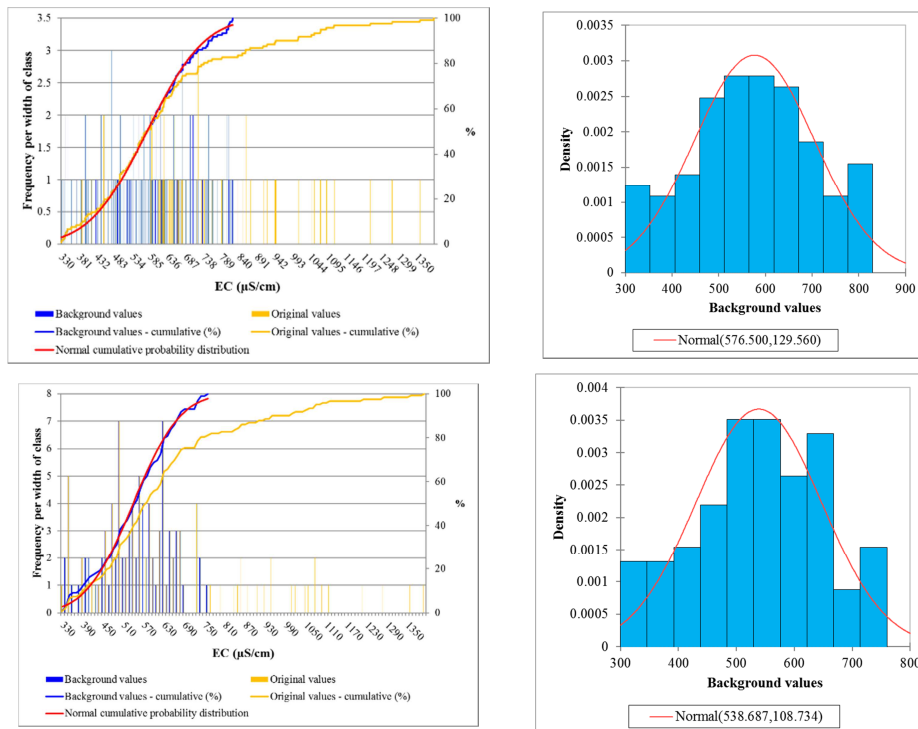 3.5
3
2.5
2
1.5
1
0.5
0
Frequency per width of class
100
80
60
40
20
0
%
330 381 432 483 534 585 636 687 738 789 840 891 942 993 1044 1095 1146 1197 1248 1299 1350
EC (µS/cm)
Background values Original values
Background values - cumulative (%) Original values - cumulative (%)
Normal cumulative probability distribution
0.0035
0.003
0.0025
0.002
0.0015
0.001
0.0005
0
Density
300 400 500 600 700 800 900
Background values
Normal(576.500,129.560)
8
7
6
5
4
3
2
1
0
Frequency per width of class
100
80
60
40
20
0
%
330 390 450 510 570 630 690 750 810 870 930 990 1050 1110 1170 1230 1290 1350
EC (µS/cm)
Background values Original values
Background values - cumulative (%) Original values - cumulative (%)
Normal cumulative probability distribution
0.004
0.0035
0.003
0.0025
0.002
0.0015
0.001
0.0005
0
Density
300 400 500 600 700 800
Background values
Normal(538.687,108.734)